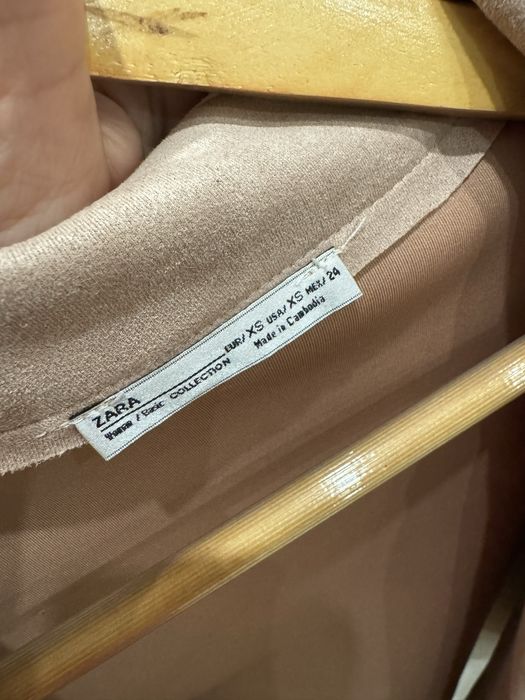 ZARA
Woman / Basic COLLECTION
EUR/ XS USA/ XS MEX/ 24
Made in Cambodia